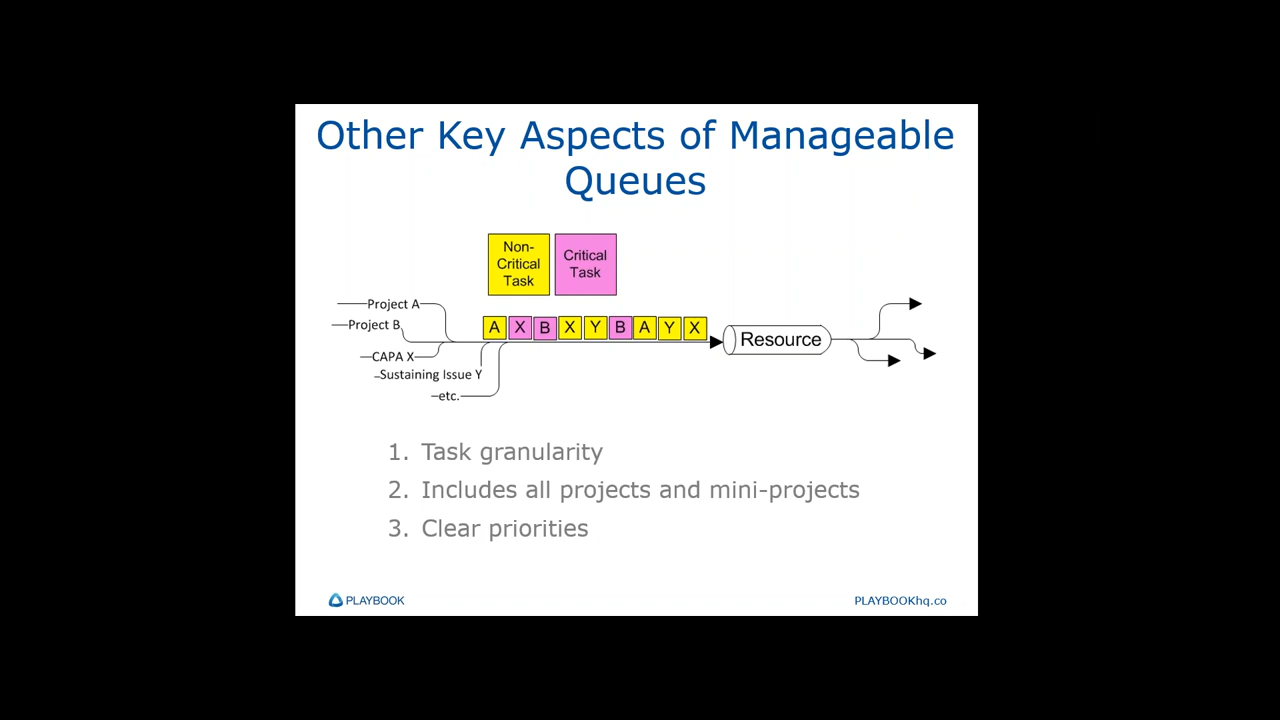 Other Key Aspects of Manageable
Queues
Non-
Critical
Task
Critical
Task
Project A
Project B
CAPA X
Sustaining Issue Y
etc.
A X B X Y B A Y X
Resource
1. Task granularity
2. Includes all projects and mini-projects
3. Clear priorities
PLAYBOOK
PLAYBOOKhq.co